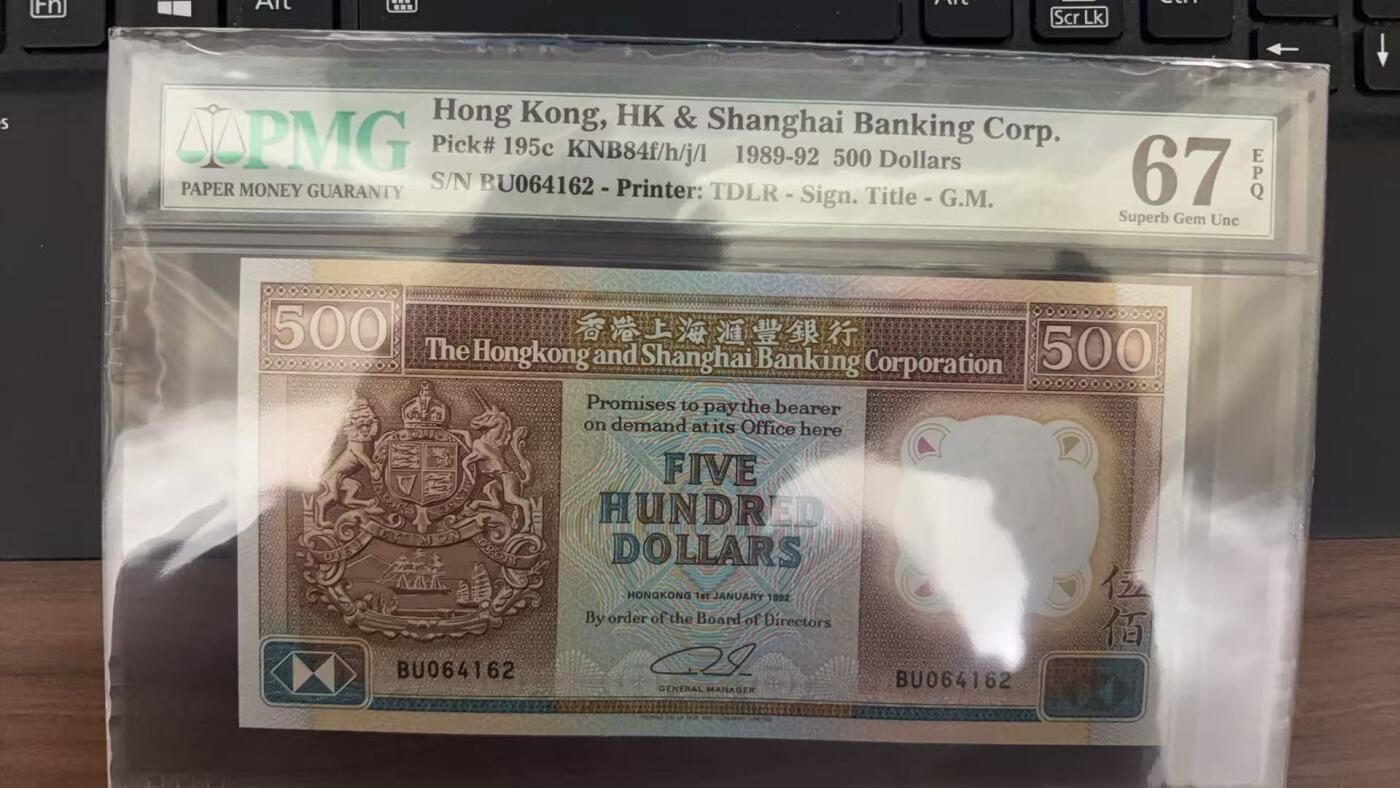 Fn
Alt
Alt
Scr Lk
Ctrl
←
↓
PMG
PAPER MONEY GUARANTY
Hong Kong, HK & Shanghai Banking Corp.
Pick# 195c KNB84f/h/j/l 1989-92 500 Dollars
S/N BU064162 - Printer: TDLR - Sign. Title - G.M.
67
EPQ
Superb Gem Unc
500
香港上海滙豐銀行
500
The Hongkong and Shanghai Banking Corporation
Promises to pay the bearer
on demand at its Office here
FIVE
HUNDRED
DOLLARS
HONGKONG 1st JANUARY 1992
By order of the Board of Directors
伍佰
BU064162
BU064162
GENERAL MANAGER